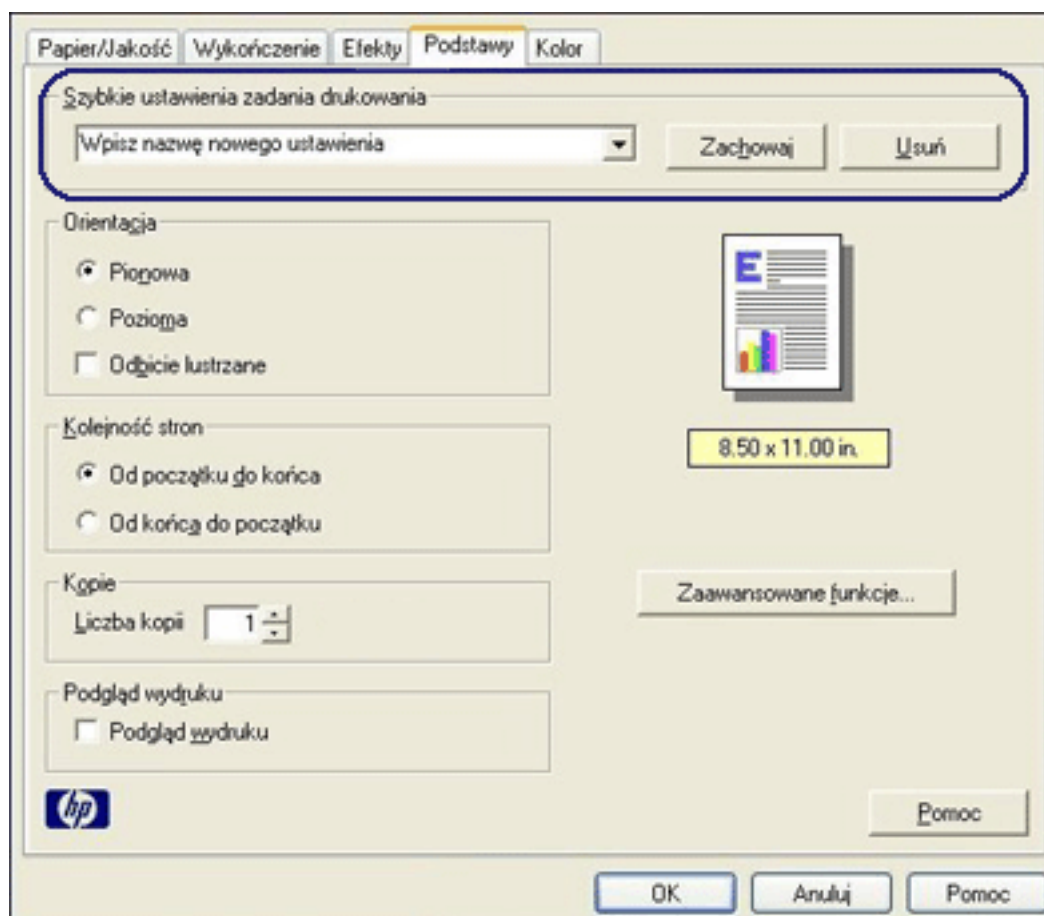 Papier/Jakość Wykończenie Efekty Podstawy Kolor
Szybkie ustawienia zadania drukowania
Wpisz nazwę nowego ustawienia Zachowaj Usuń
Orientacja
Pionowa
Pozioma
Odbicie lustrzane
E
8.50 x 11.00 in.
Kolejność stron
Od początku do końca
Od końca do początku
Kopie
Liczba kopii 1
Zaawansowane funkcje...
Podgląd wydruku
Podgląd wydruku
hp
Pomoc
OK Anuluj Pomoc